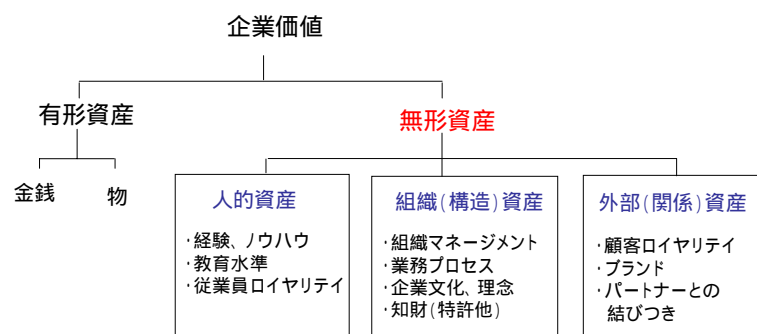 企業価値
有形資産
無形資産
金銭
物
人的資産
・経験、ノウハウ
・教育水準
・従業員ロイヤリテイ
組織(構造)資産
・組織マネージメント
・業務プロセス
・企業文化、理念
・知財(特許他)
外部(関係)資産
・顧客ロイヤリテイ
・ブランド
・パートナーとの
結びつき